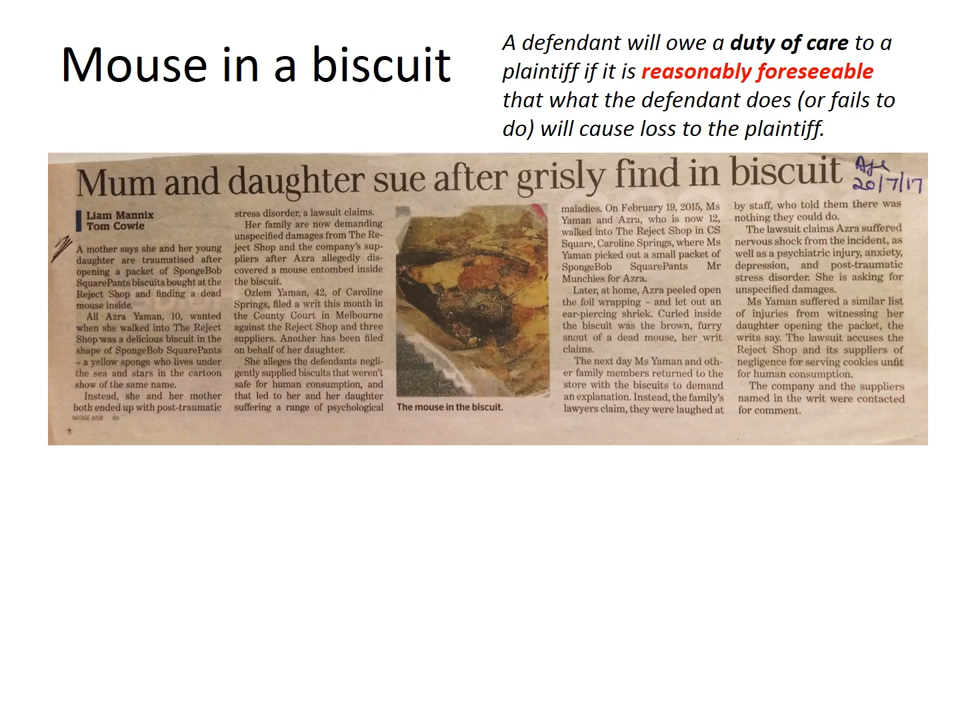 Mouse in a biscuit
A defendant will owe a duty of care to a
plaintiff if it is reasonably foreseeable
that what the defendant does (or fails to
do) will cause loss to the plaintiff.
Mum and daughter sue after grisly find in biscuit
Age
20/7/17
Liam Mannix
Tom Cowie
A mother says she and her young
daughter are traumatised after
opening a packet of SpongeBob
SquarePants biscuits bought at the
Reject Shop and finding a dead
mouse inside.
All Azra Yaman, 10, wanted
when she walked into The Reject
Shop was a delicious biscuit in the
shape of SpongeBob SquarePants
– a yellow sponge who lives under
the sea and stars in the cartoon
show of the same name.
Instead, she and her mother
both ended up with post-traumatic
stress disorder, a lawsuit claims.
Her family are now demanding
unspecified damages from The Re-
ject Shop and the company's sup-
pliers after Azra allegedly dis-
covered a mouse entombed inside
the biscuit.
Ozlem Yaman, 42, of Caroline
Springs, filed a writ this month in
the County Court in Melbourne
against the Reject Shop and three
suppliers. Another has been filed
on behalf of her daughter.
She alleges the defendants negli-
gently supplied biscuits that weren't
safe for human consumption, and
that led to her and her daughter
suffering a range of psychological
The mouse in the biscuit.
maladies. On February 19, 2015, Ms
Yaman and Azra, who is now 12,
walked into The Reject Shop in CS
Square, Caroline Springs, where Ms
Yaman picked out a small packet of
SpongeBob SquarePants Mr
Munchies for Azra.
Later, at home, Azra peeled open
the foil wrapping – and let out an
ear-piercing shriek. Curled inside
the biscuit was the brown, furry
snout of a dead mouse, her writ
claims.
The next day Ms Yaman and oth-
er family members returned to the
store with the biscuits to demand
an explanation. Instead, the family's
lawyers claim, they were laughed at
by staff, who told them there was
nothing they could do.
The lawsuit claims Azra suffered
nervous shock from the incident, as
well as a psychiatric injury, anxiety,
depression, and post-traumatic
stress disorder. She is asking for
unspecified damages.
Ms Yaman suffered a similar list
of injuries from witnessing her
daughter opening the packet, the
writs say. The lawsuit accuses the
Reject Shop and its suppliers of
negligence for serving cookies unfit
for human consumption.
The company and the suppliers
named in the writ were contacted
for comment.